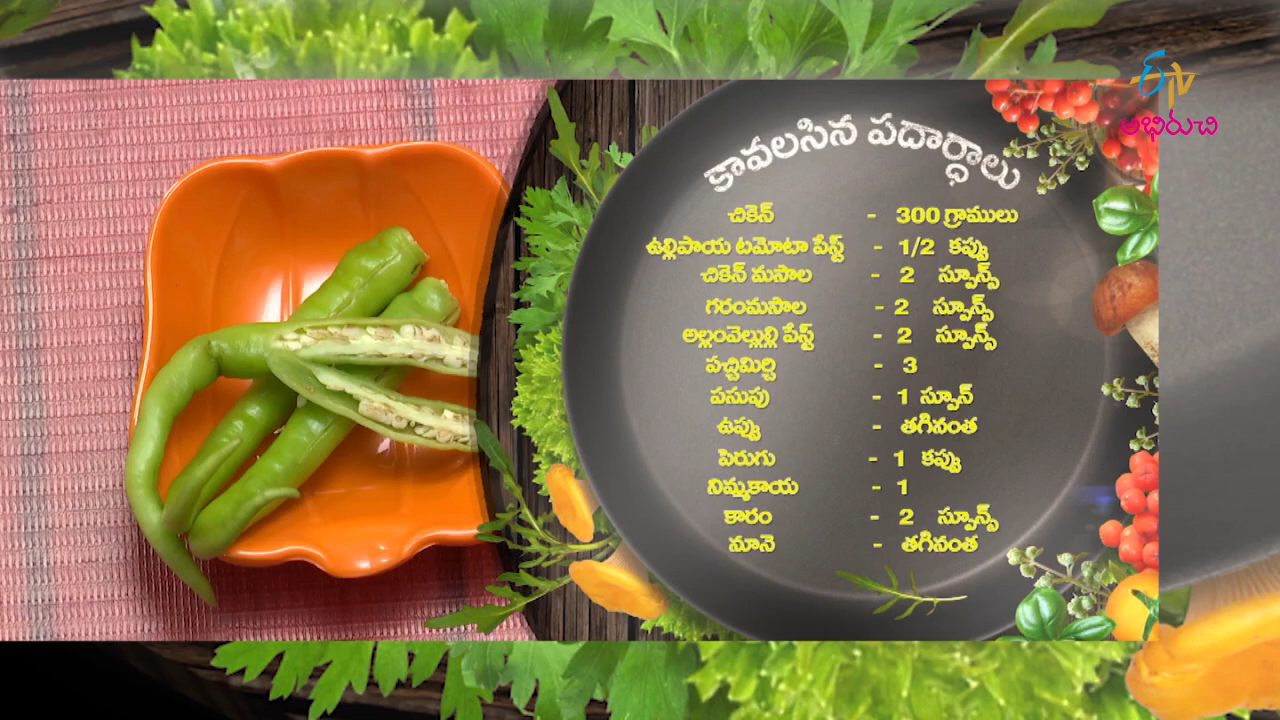 ETV
అభిరుచి
కావలసిన పదార్ధాలు
చికెన్ - 300 గ్రాములు
ఉల్లిపాయ టమోటా పేస్ట్ - 1/2 కప్పు
చికెన్ మసాల - 2 స్పూన్స్
గరంమసాల - 2 స్పూన్స్
అల్లంవెల్లుల్లి పేస్ట్ - 2 స్పూన్స్
పచ్చిమిర్చి - 3
పసుపు - 1 స్పూన్
ఉప్పు - తగినంత
పెరుగు - 1 కప్పు
నిమ్మకాయ - 1
కారం - 2 స్పూన్స్
నూనె - తగినంత